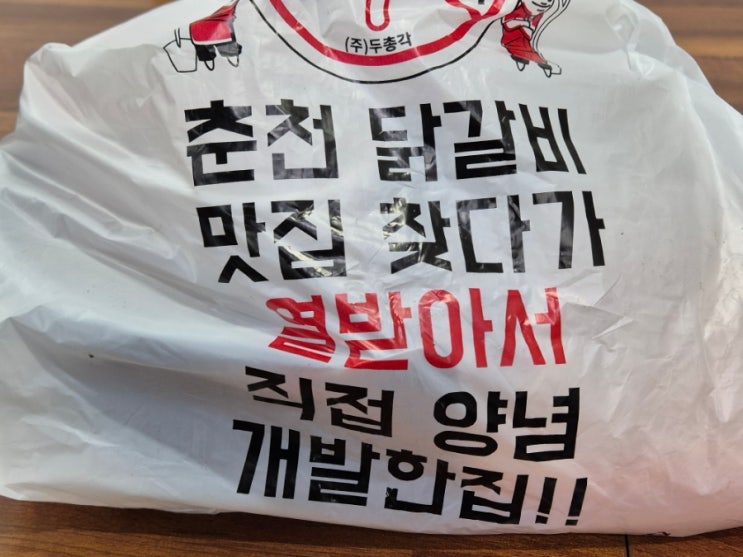 (주)두총각
춘천 닭갈비
맛집 찾다가
열받아서
직접 양념
개발한집!!